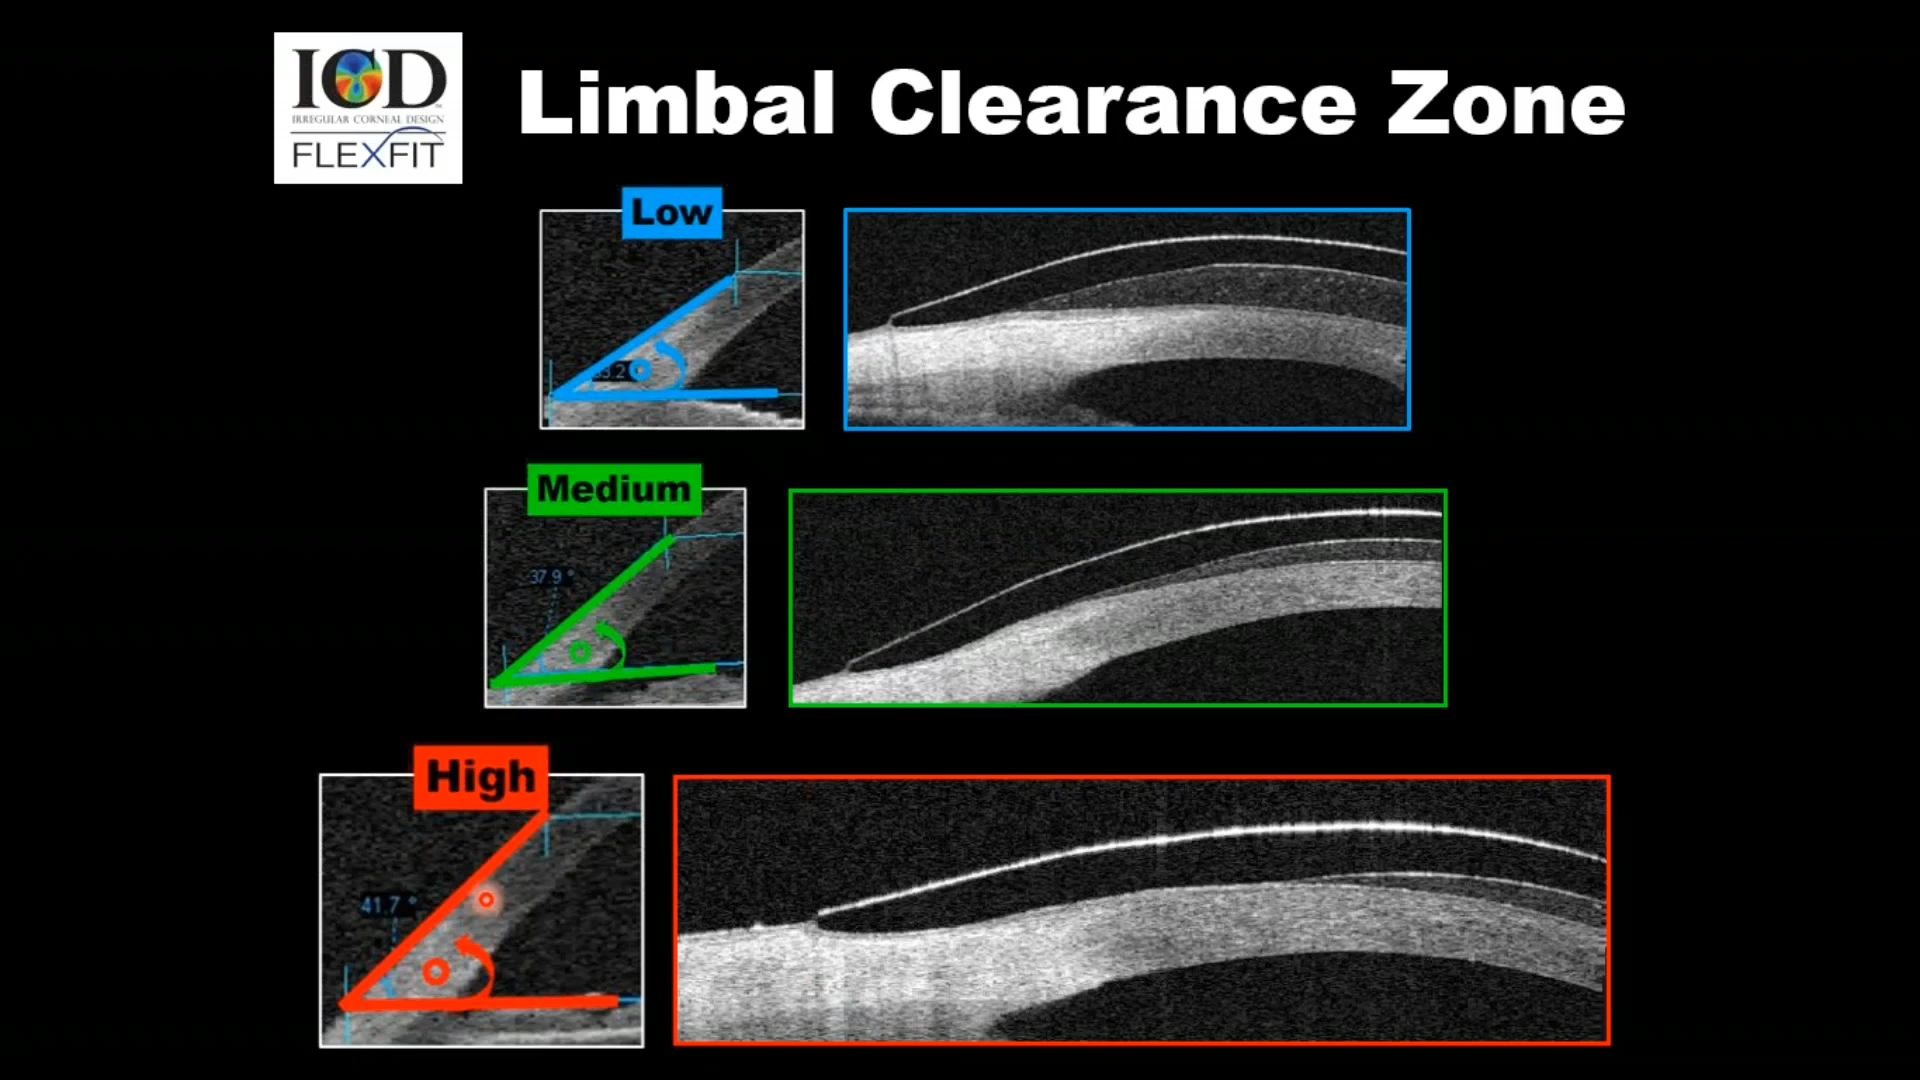 ICD
IRREGULAR CORNEAL DESIGN
FLEXFIT
Limbal Clearance Zone
Low
Medium
37.9 °
High
41.7 °